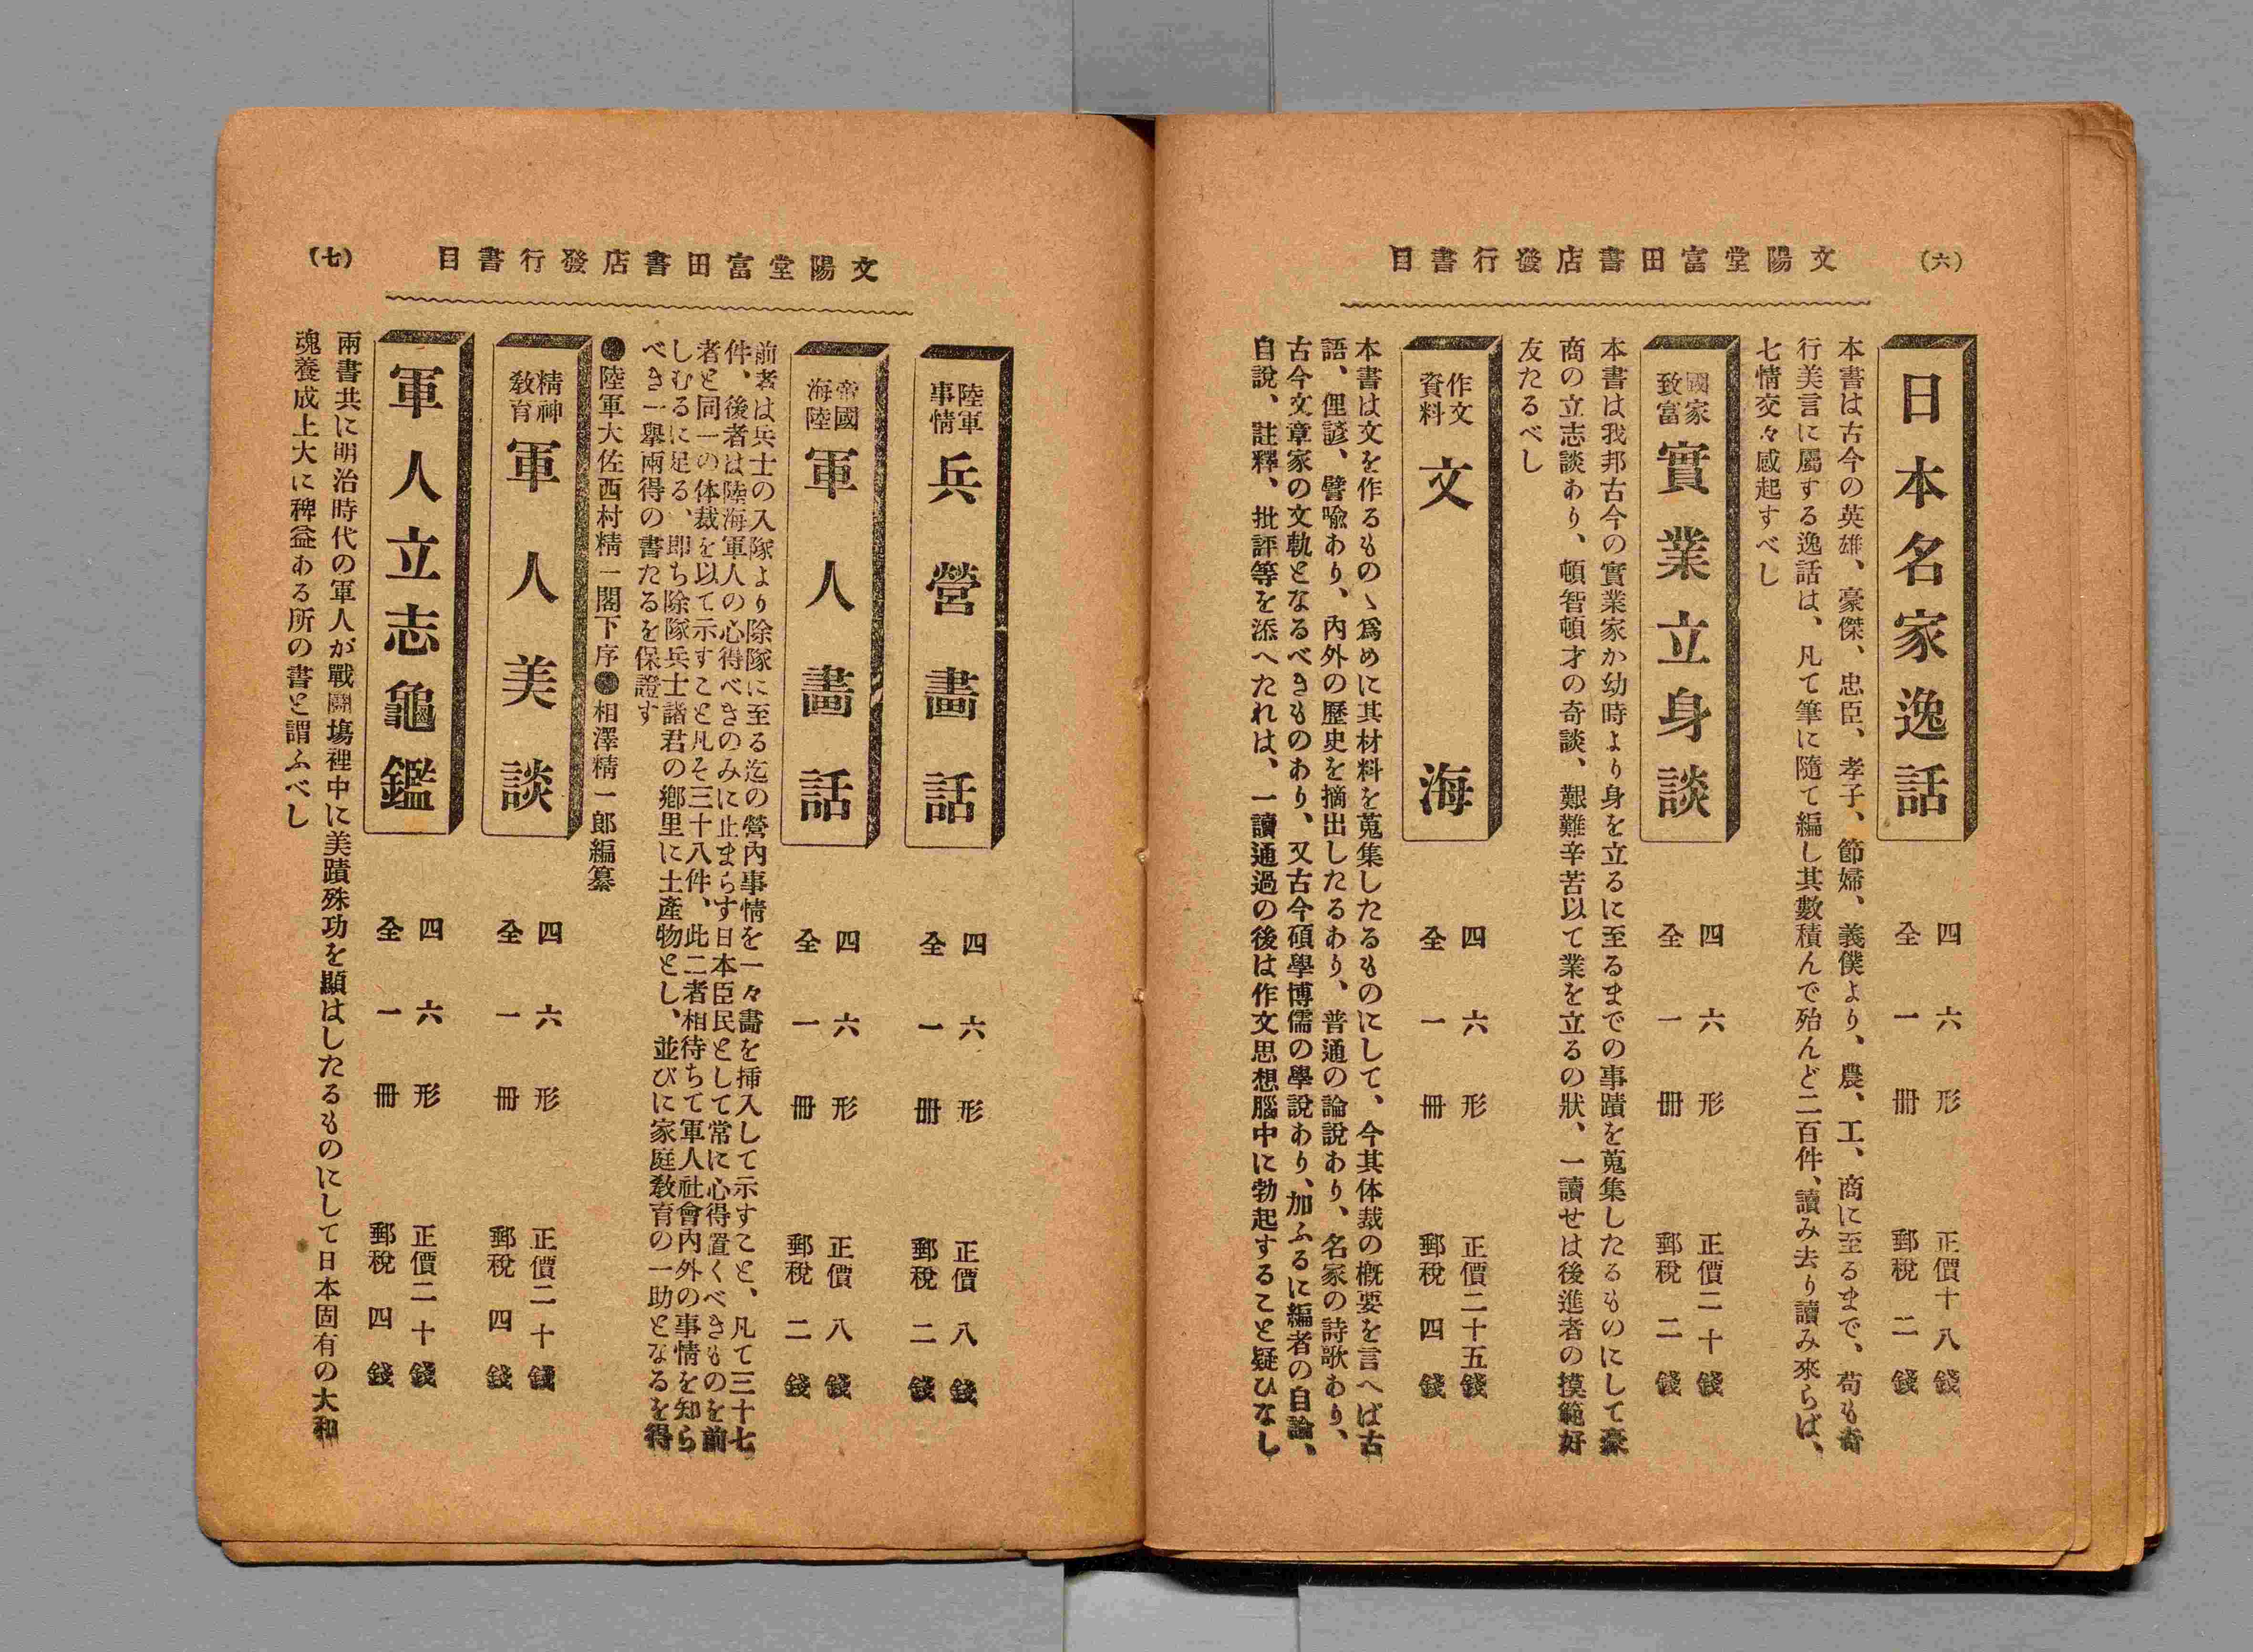 (六)
文陽堂富田書店發行書目
日本名家逸話
四六形
全一冊
正價十八錢
郵稅二錢
本書は古今の英雄、豪傑、忠臣、孝子、節婦、義僕より、農、工、商に至るまで、苟も奇
行美言に屬する逸話は、凡て筆に隨て編し其數積んで殆んど二百件、讀み去り讀み來らば、
七情交々感起すべし
國家致富 實業立身談
四六形
全一冊
正價二十錢
郵稅二錢
本書は我邦古今の實業家か幼時より身を立るに至るまでの事蹟を蒐集したるものにして豪
商の立志談あり、頓智頓才の奇談、艱難辛苦以て業を立るの狀、一讀せは後進者の摸範好
友たるべし
作文資料 文海
四六形
全一冊
正價二十五錢
郵稅四錢
本書は文を作るものゝ爲めに其材料を蒐集したるものにして、今其体裁の概要を言へば古
語、俚諺、譬喩あり、內外の歷史を摘出したるあり、普通の論說あり、名家の詩歌あり、
古今文章家の文軌となるべきものあり、又古今碩學博儒の學說あり、加ふるに編者の自論、
自說、註釋、批評等を添へたれは、一讀通過の後は作文思想腦中に勃起すること疑ひなし
文陽堂富田書店發行書目
(七)
陸軍事情 兵營畫話
四六形
全一冊
正價八錢
郵稅二錢
帝國海陸 軍人畫話
四六形
全一冊
正價八錢
郵稅二錢
前者は兵士の入隊より除隊に至る迄の營內事情を一々畵を揷入して示すこと、凡て三十七
件、後者は陸海軍人の心得べきのみに止まらす日本臣民として常に心得置くべきものを前
者と同一の体裁を以て示すこと凡そ三十八件、此二者相待ちて軍人社會內外の事情を知ら
しむるに足る、即ち除隊兵士諸君の鄕里に土產物とし、並びに家庭敎育の一助となるを得
べき一擧兩得の書たるを保證す
●陸軍大佐西村精一閣下序●相澤精一郎編纂
精神敎育 軍人美談
四六形
全一冊
正價二十錢
郵稅四錢
軍人立志龜鑑
四六形
全一冊
正價二十錢
郵稅四錢
兩書共に明治時代の軍人が戰鬪塲裡中に美蹟殊功を顯はしたるものにして日本固有の大和
魂養成上大に稗益ある所の書と謂ふべし